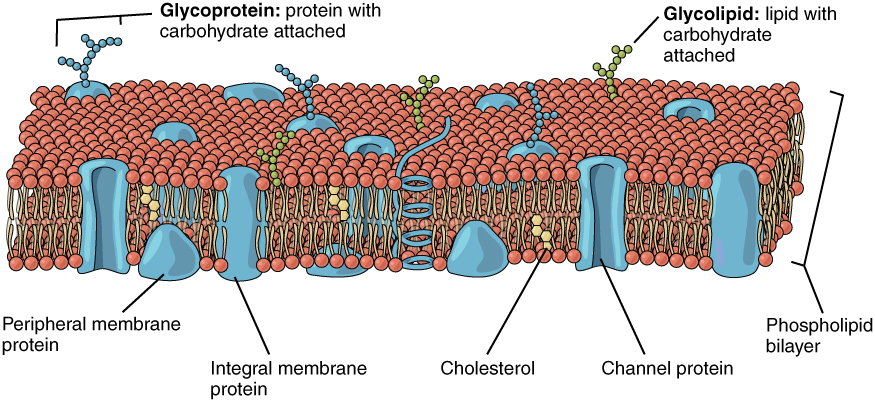 Glycoprotein: protein with
carbohydrate attached
Glycolipid: lipid with
carbohydrate
attached
Peripheral membrane
protein
Integral membrane
protein
Cholesterol
Channel protein
Phospholipid
bilayer